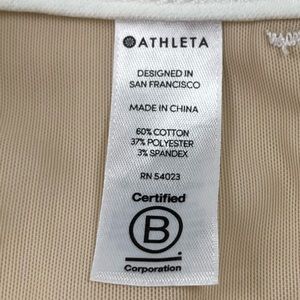 ATHLETA
DESIGNED IN
SAN FRANCISCO
MADE IN CHINA
60% COTTON
37% POLYESTER
3% SPANDEX
RN 54023
Certified
B
Corporation